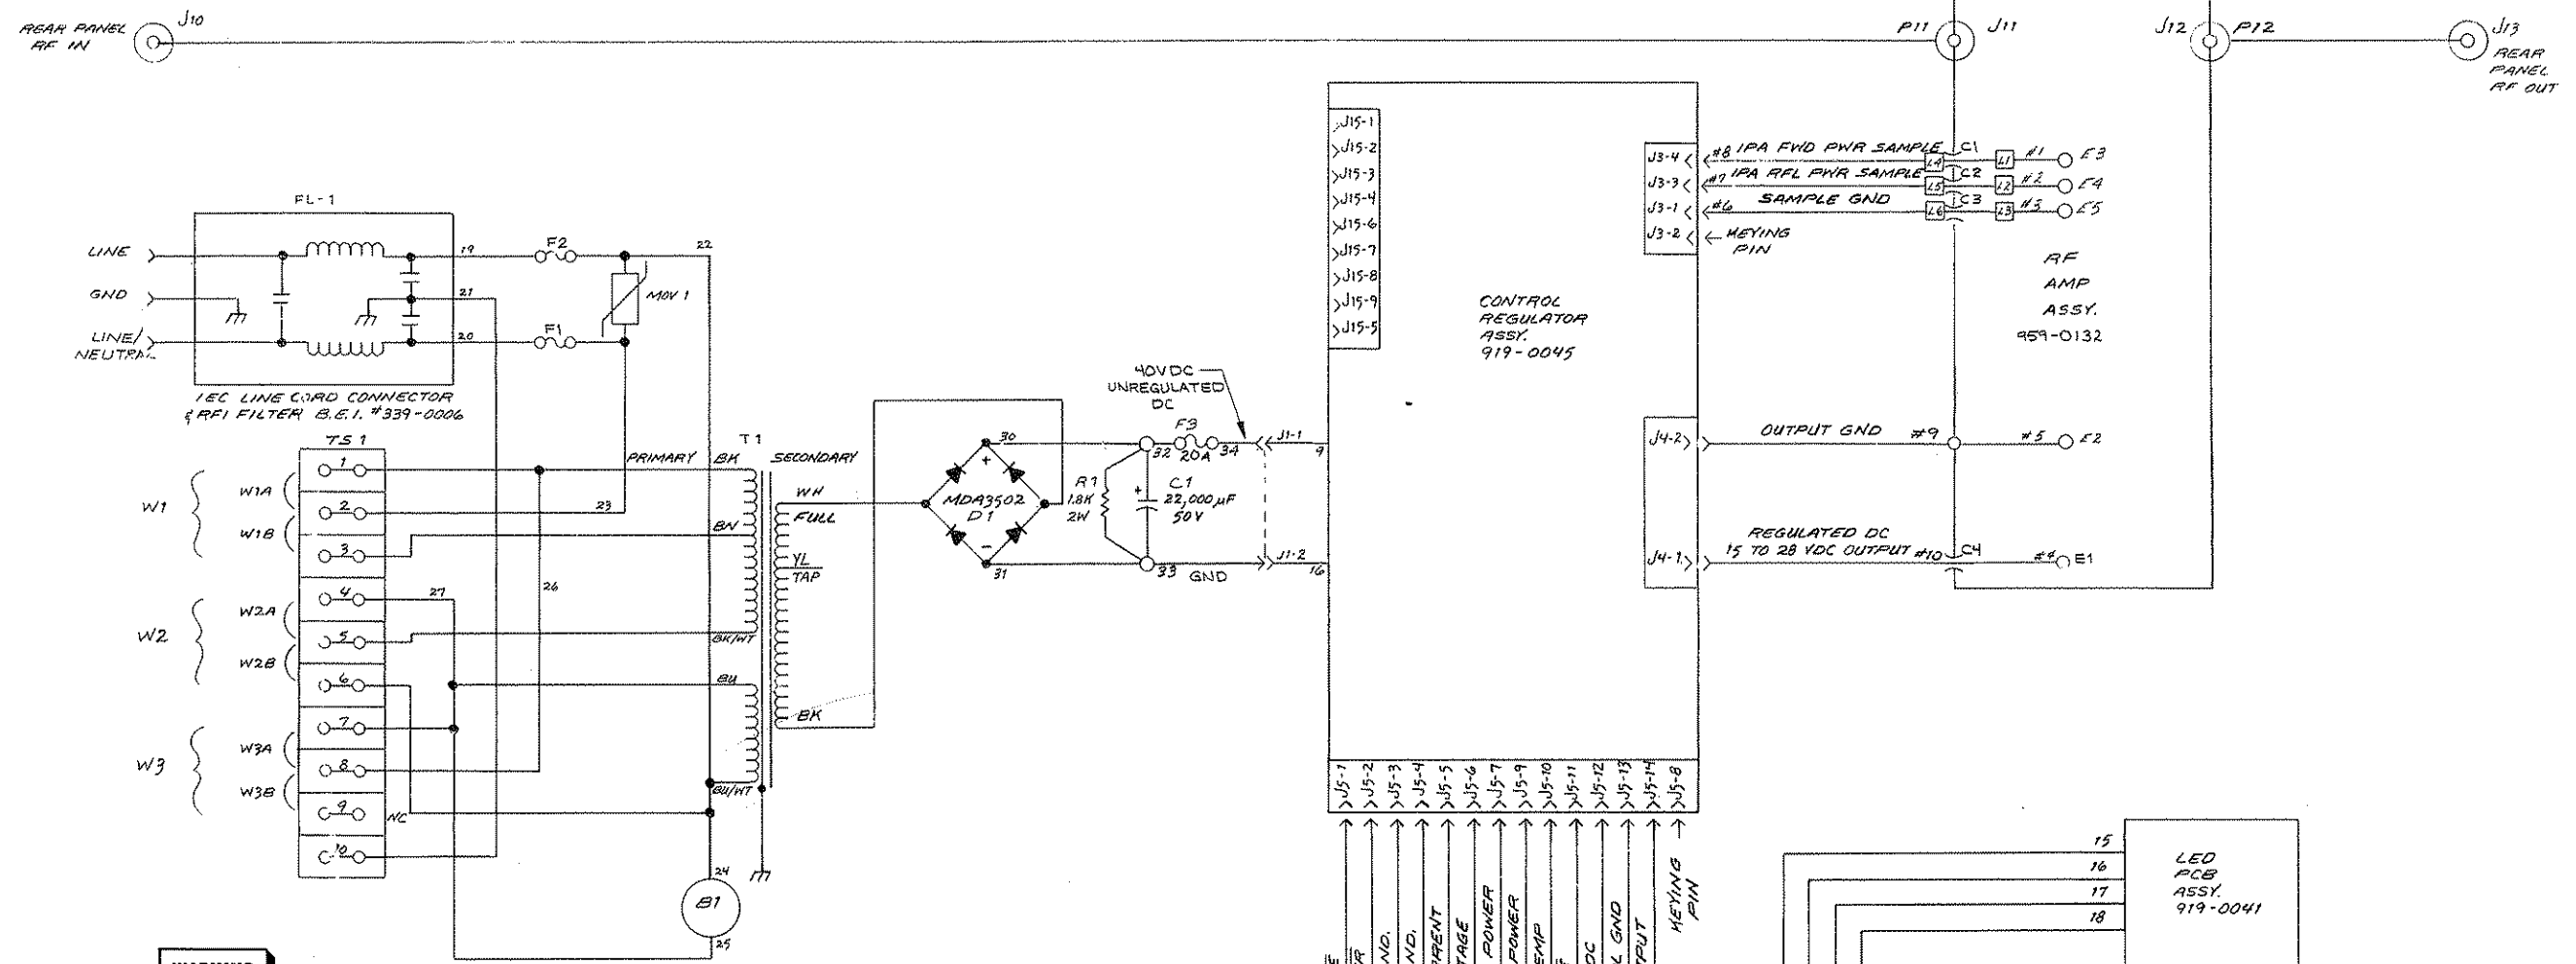 REAR PANEL
RF IN
J10
P11
J11
J12
P12
J13
REAR
PANEL
RF OUT
FL-1
LINE
GND
LINE/
NEUTRAL
19
21
20
F2
F1
22
MOV 1
IEC LINE CORD CONNECTOR
& RFI FILTER B.E.I. #339-0006
TS 1
1
2
3
4
5
6
7
8
9
10
NC
W1
W1A
W1B
W2
W2A
W2B
W3
W3A
W3B
23
26
27
PRIMARY
T1
SECONDARY
BK
BN
BK/WT
BU
BU/WT
WH
FULL
YL
TAP
BK
24
B1
25
30
+
MDA3502
D1
-
31
R1
1.8K
2W
+
C1
22,000 µF
50V
32
F3
20A
34
33
GND
40VDC
UNREGULATED
DC
J1-1
9
J1-2
16
J15-1
J15-2
J15-3
J15-4
J15-6
J15-7
J15-8
J15-9
J15-5
CONTROL
REGULATOR
ASSY.
919-0045
J3-4
J3-3
J3-1
J3-2
#8 IPA FWD PWR SAMPLE
#7 IPA RFL PWR SAMPLE
#6 SAMPLE GND
KEYING
PIN
L4
C1
L1
#1
E3
L5
C2
L2
#2
E4
L6
C3
L3
#3
E5
RF
AMP
ASSY.
959-0132
J4-2
OUTPUT GND
#9
#5
E2
REGULATED DC
J4-1
15 TO 28 VDC OUTPUT
#10
C4
#4
E1
J5-1
J5-2
J5-3
J5-4
J5-5
J5-6
J5-7
J5-9
J5-10
J5-11
J5-12
J5-13
J5-14
J5-8
POWER
POWER
KEYING
PIN
15
16
17
18
LED
PCB
ASSY.
919-0041